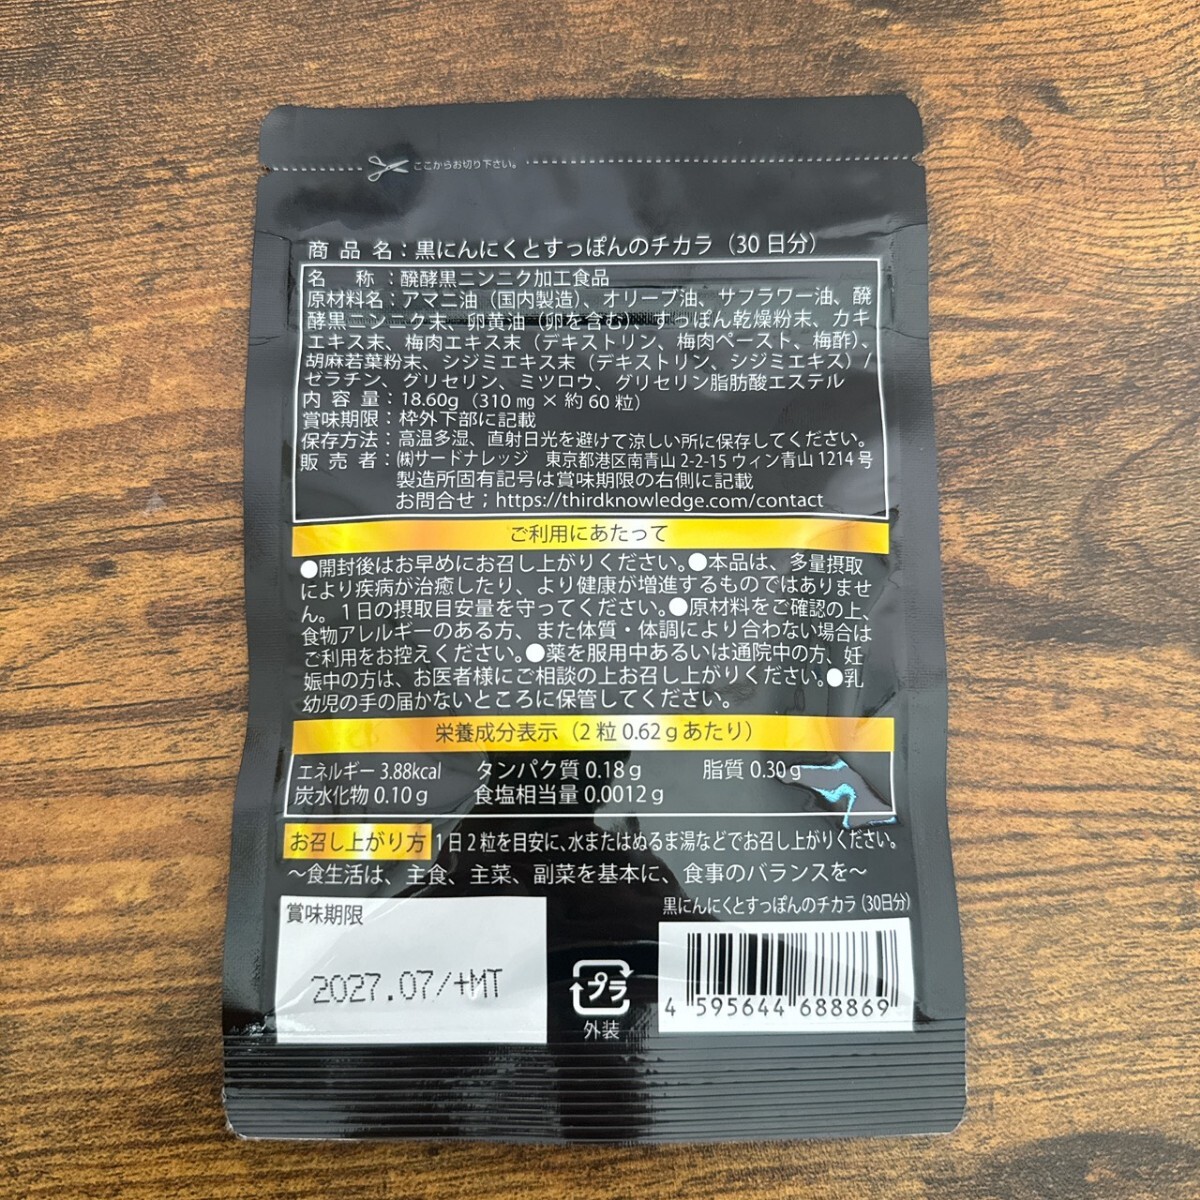 ここからお切り下さい。
商品名：黒にんにくとすっぽんのチカラ（30日分）
名称：醗酵黒ニンニク加工食品
原材料名：アマニ油（国内製造）、オリーブ油、サフラワー油、醗
酵黒ニンニク末、卵黄油（卵を含む）、すっぽん乾燥粉末、カキ
エキス末、梅肉エキス末（デキストリン、梅肉ペースト、梅酢）、
胡麻若葉粉末、シジミエキス末（デキストリン、シジミエキス）/
ゼラチン、グリセリン、ミツロウ、グリセリン脂肪酸エステル
内容量：18.60g（310㎎×約60粒）
賞味期限：枠外下部に記載
保存方法：高温多湿、直射日光を避けて涼しい所に保存してください。
販売者：㈱サードナレッジ 東京都港区南青山2-2-15ウィン青山1214号
製造所固有記号は賞味期限の右側に記載
お問合せ；https://thirdknowledge.com/contact
ご利用にあたって
●開封後はお早めにお召し上がりください。●本品は、多量摂取
により疾病が治癒したり、より健康が増進するものではありませ
ん。1日の摂取目安量を守ってください。●原材料をご確認の上、
食物アレルギーのある方、また体質・体調により合わない場合は
ご利用をお控えください。●薬を服用中あるいは通院中の方、妊
娠中の方は、お医者様にご相談の上お召し上がりください。●乳
幼児の手の届かないところに保管してください。
栄養成分表示（2粒0.62gあたり）
エネルギー3.88kcal タンパク質0.18g 脂質0.30g
炭水化物0.10g 食塩相当量0.0012g
お召し上がり方 1日2粒を目安に、水またはぬるま湯などでお召し上がりください。
～食生活は、主食、主菜、副菜を基本に、食事のバランスを～
賞味期限
2027.07/+MT
プラ
外装
黒にんにくとすっぽんのチカラ（30日分）
4 595644 688869